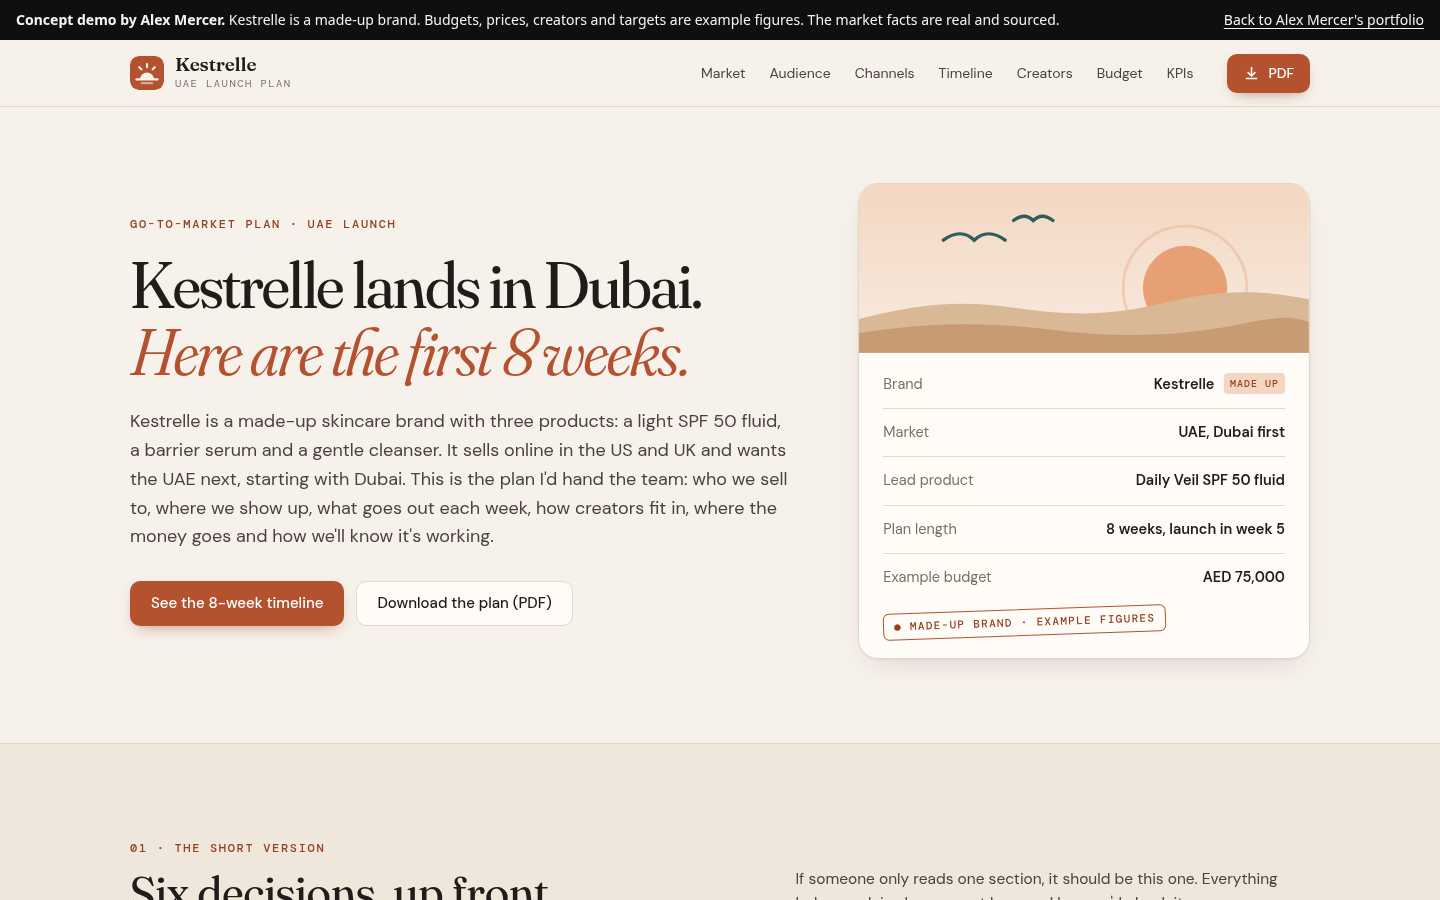 Concept demo by Alex Mercer. Kestrelle is a made-up brand. Budgets, prices, creators and targets are example figures. The market facts are real and sourced.
Back to Alex Mercer's portfolio
Kestrelle
UAE LAUNCH PLAN
Market
Audience
Channels
Timeline
Creators
Budget
KPIs
PDF
GO-TO-MARKET PLAN · UAE LAUNCH
Kestrelle lands in Dubai.
Here are the first 8 weeks.
Kestrelle is a made-up skincare brand with three products: a light SPF 50 fluid,
a barrier serum and a gentle cleanser. It sells online in the US and UK and wants
the UAE next, starting with Dubai. This is the plan I'd hand the team: who we sell
to, where we show up, what goes out each week, how creators fit in, where the
money goes and how we'll know it's working.
See the 8-week timeline
Download the plan (PDF)
Brand
Kestrelle MADE UP
Market
UAE, Dubai first
Lead product
Daily Veil SPF 50 fluid
Plan length
8 weeks, launch in week 5
Example budget
AED 75,000
MADE-UP BRAND · EXAMPLE FIGURES
01 · THE SHORT VERSION
Six decisions, up front
If someone only reads one section, it should be this one. Everything